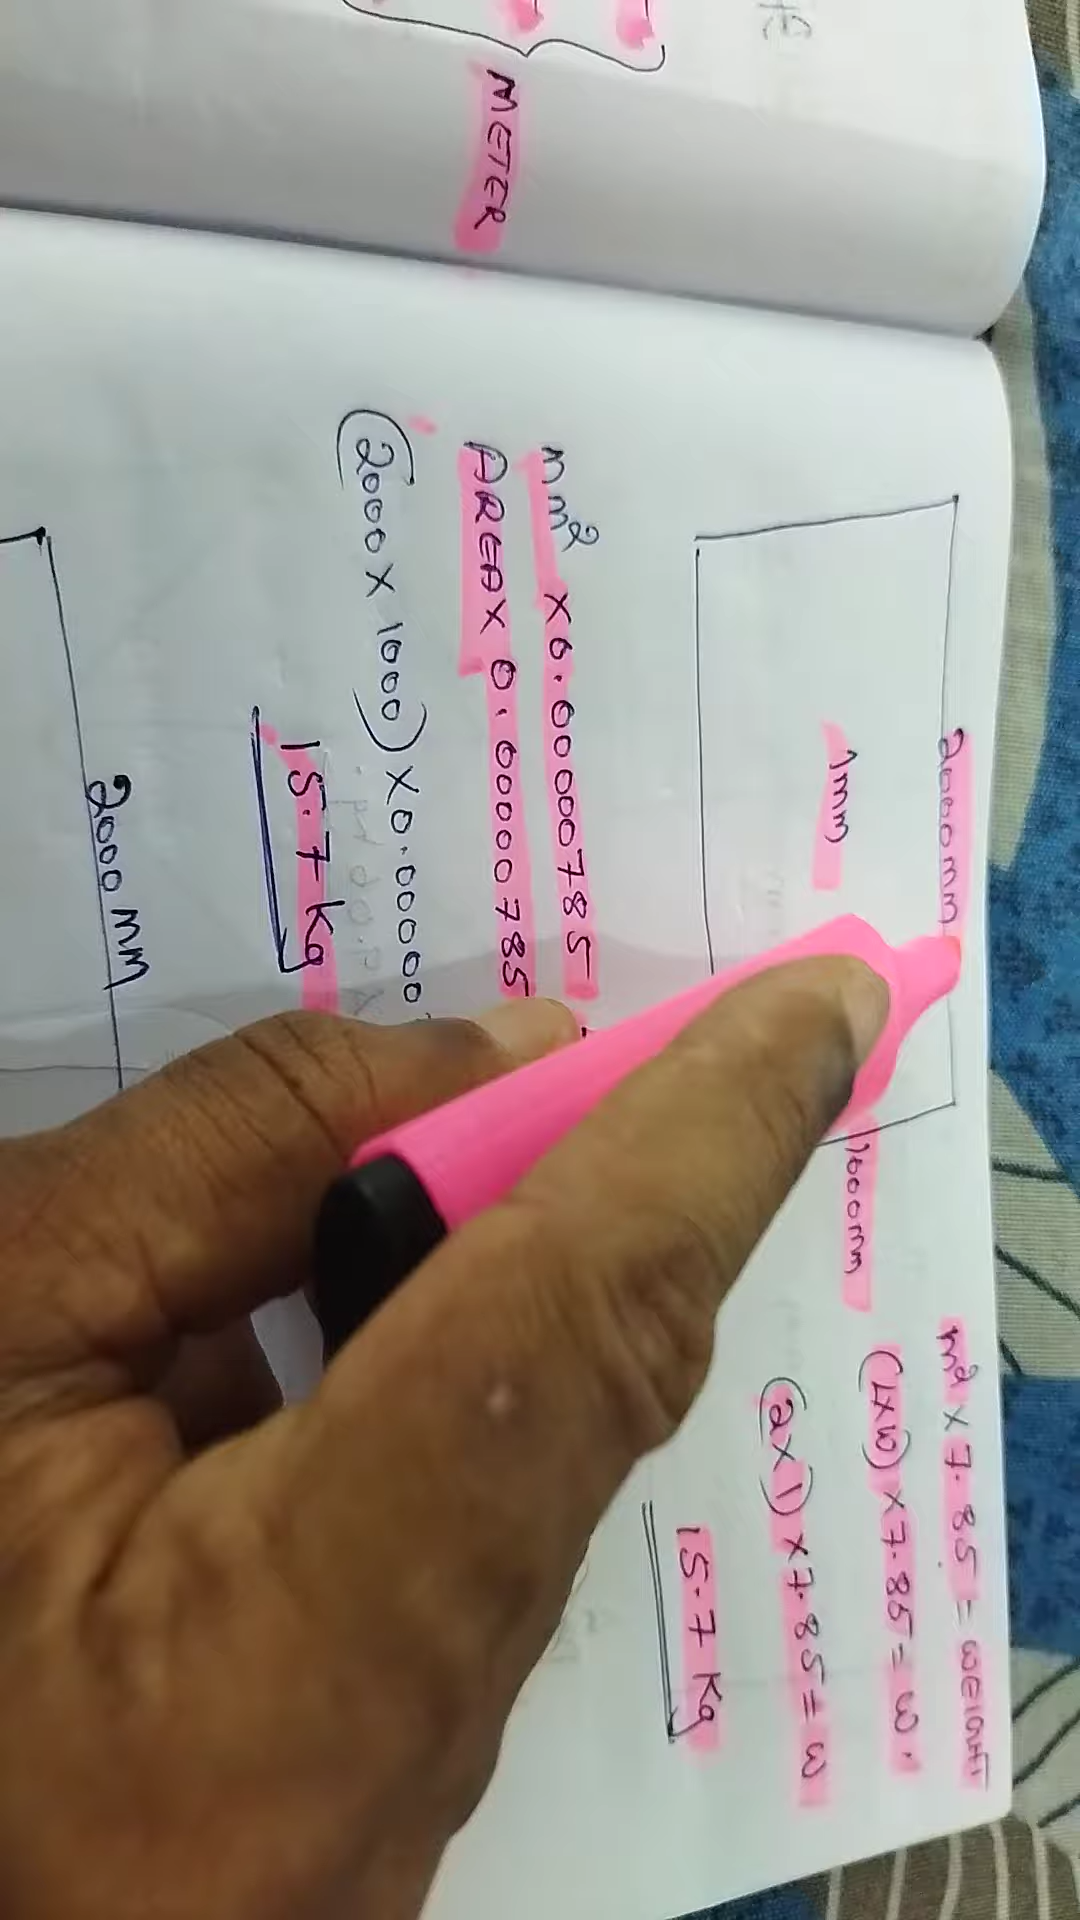 METER
2000mm
1mm
1000mm
m² x 7.85 = WEIGHT
(LxW) x 7.85 = W.
(2x1) x 7.85 = W
15.7 Kg
mm² x 0.00000785
AREA x 0.00000785
(2000 x 1000) x 0.00000
15.7 Kg
2000 mm